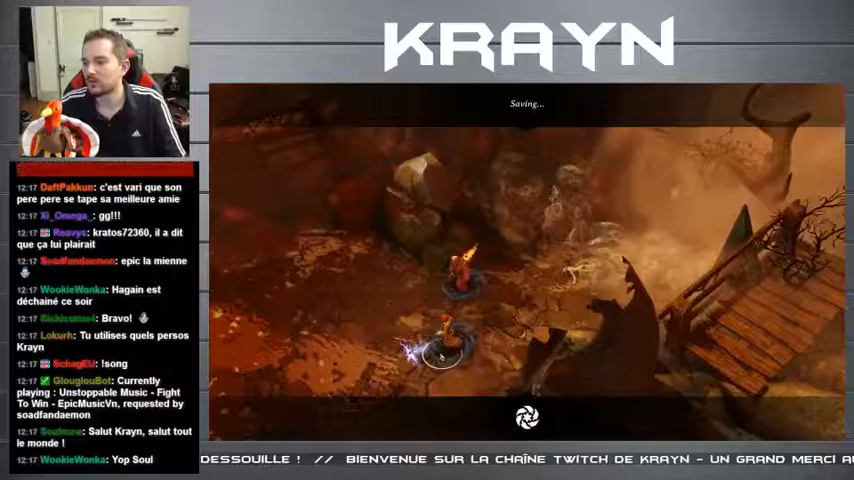 KRAYN
Saving...
12:17 DaftPakkun: c'est vari que son
pere pere se tape sa meilleure amie
12:17 Xi_Omega_: gg!!!
12:17 Reavys: kratos72360, il a dit
que ça lui plairait
12:17 Soadfandaemon: epic la mienne
12:17 WookieWonka: Hagain est
déchainé ce soir
12:17 Bravo!
12:17 Lokurh: Tu utilises quels persos
Krayn
12:17 SchagEU: !song
12:17 GlouglouBot: Currently
playing : Unstoppable Music - Fight
To Win - EpicMusicVn, requested by
soadfandaemon
12:17 Soulmow: Salut Krayn, salut tout
le monde !
12:17 WookieWonka: Yop Soul
DESSOUILLE ! // BIENVENUE SUR LA CHAÎNE TWITCH DE KRAYN - UN GRAND MERCI A